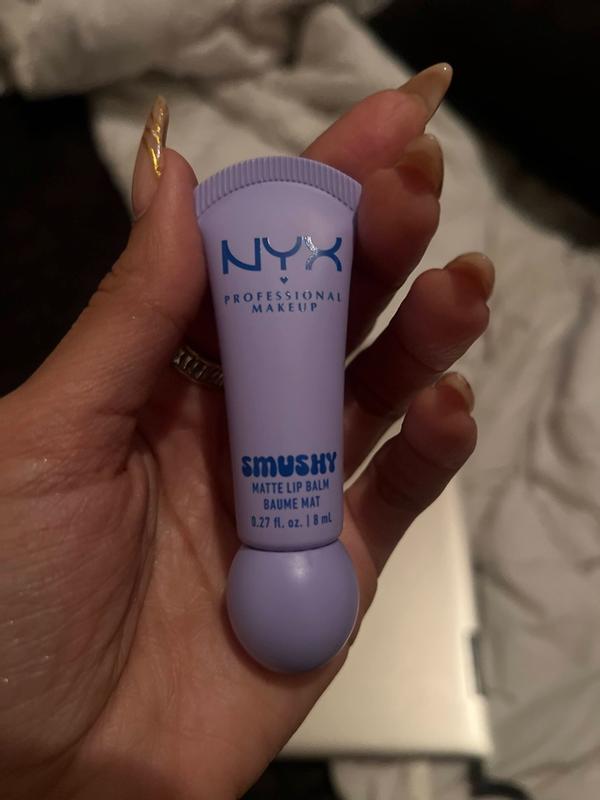 NYX
PROFESSIONAL
MAKEUP
SMUSHY
MATTE LIP BALM
BAUME MAT
0.27 fl. oz. | 8 mL